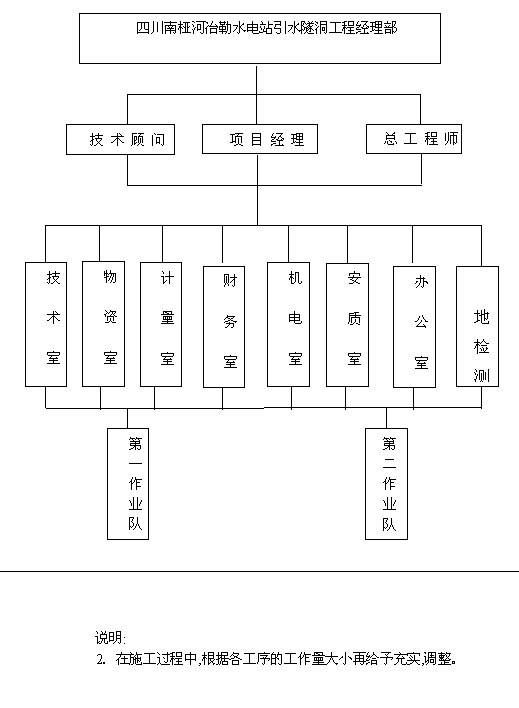 四川南桠河冶勒水电站引水隧洞工程经理部
技术顾问
项目经理
总工程师
技术室
物资室
计量室
财务室
机电室
安质室
办公室
地检测
第一作业队
第二作业队
说明:
2. 在施工过程中,根据各工序的工作量大小再给予充实,调整。